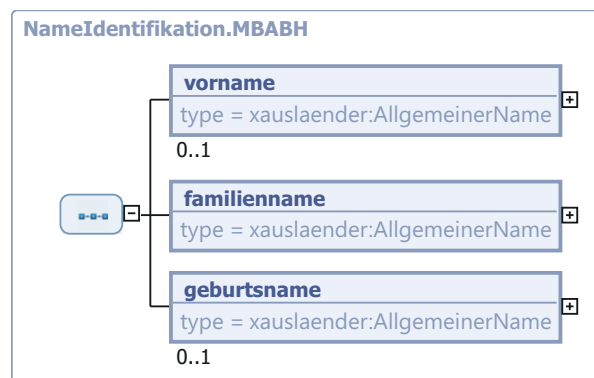 NameIdentifikation.MBABH
vorname
type = xauslaender:AllgemeinerName
0..1
familienname
type = xauslaender:AllgemeinerName
geburtsname
type = xauslaender:AllgemeinerName
0..1